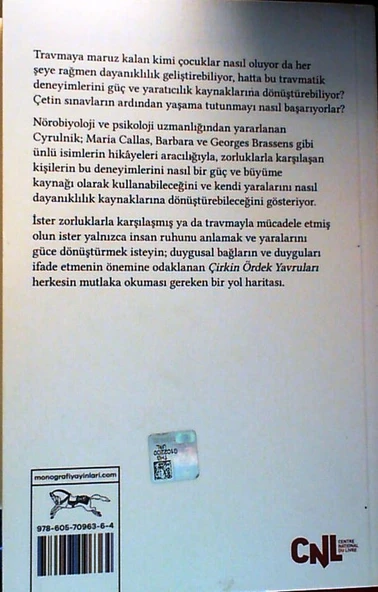 Travmaya maruz kalan kimi çocuklar nasıl oluyor da her
şeye rağmen dayanıklılık geliştirebiliyor, hatta bu travmatik
deneyimlerini güç ve yaratıcılık kaynaklarına dönüştürebiliyor?
Çetin sınavların ardından yaşama tutunmayı nasıl başarıyorlar?
Nörobiyoloji ve psikoloji uzmanlığından yararlanan
Cyrulnik; Maria Callas, Barbara ve Georges Brassens gibi
ünlü isimlerin hikâyeleri aracılığıyla, zorluklarla karşılaşan
kişilerin bu deneyimlerini nasıl bir güç ve büyüme
kaynağı olarak kullanabileceğini ve kendi yaralarını nasıl
dayanıklılık kaynaklarına dönüştürebileceğini gösteriyor.
İster zorluklarla karşılaşmış ya da travmayla mücadele etmiş
olun ister yalnızca insan ruhunu anlamak ve yaralarını
güce dönüştürmek isteyin; duygusal bağların ve duyguları
ifade etmenin önemine odaklanan Çirkin Ördek Yavruları
herkesin mutlaka okuması gereken bir yol haritası.
monografiyayinlari.com
978-605-70963-6-4
CNL
CENTRE
NATIONAL
DU LIVRE